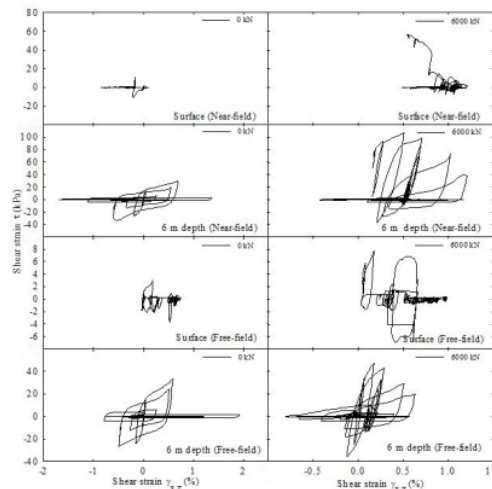 80
0 kN
6000 kN
60
40
20
0
-20
Surface (Near-field)
Surface (Near-field)
100
0 kN
6000 kN
80
60
40
20
0
-20
-40
6 m depth (Near-field)
6 m depth (Near-field)
Shear strain τ (kPa)
8
0 kN
6000 kN
6
4
2
0
-2
-4
-6
Surface (Free-field)
Surface (Free-field)
0 kN
6000 kN
40
20
0
-20
-40
6 m depth (Free-field)
6 m depth (Free-field)
-2
-1
0
1
2
-0.5
0.0
0.5
1.0
Shear strain γ (%)
Shear strain γ (%)